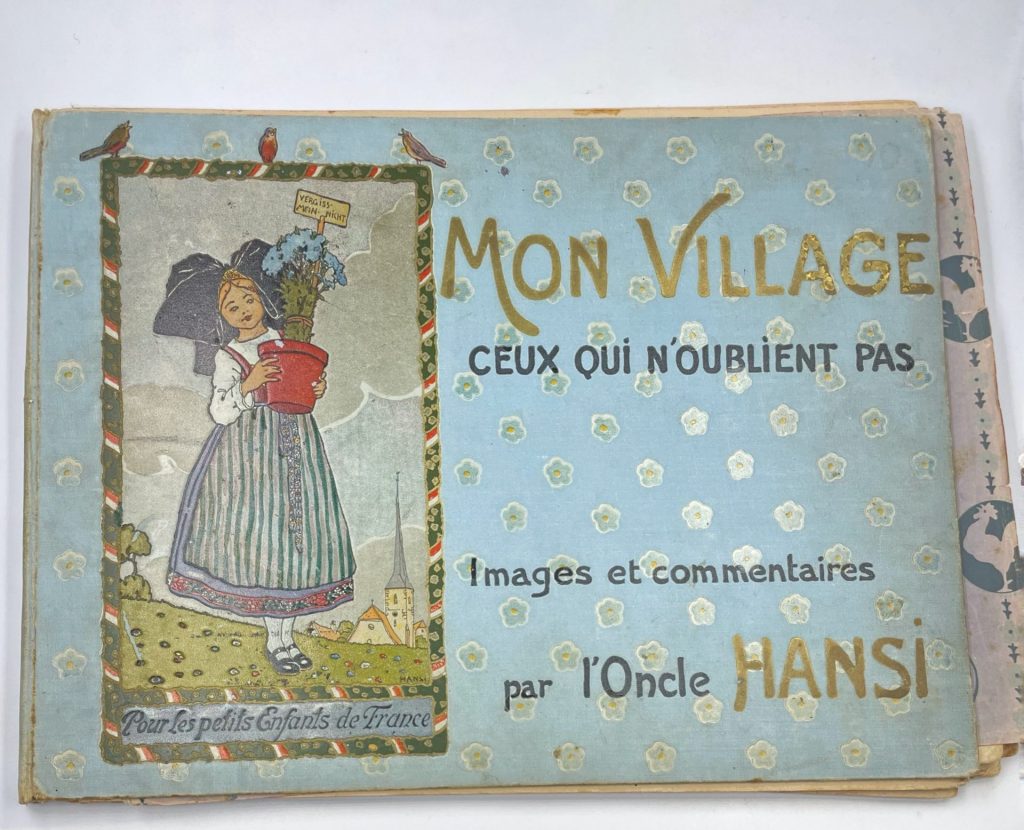 VERGISS-
MEIN-NICHT
HANSI
Pour les petits Enfants de France
MON VILLAGE
CEUX QUI N'OUBLIENT PAS
Images et commentaires
par l'Oncle HANSI